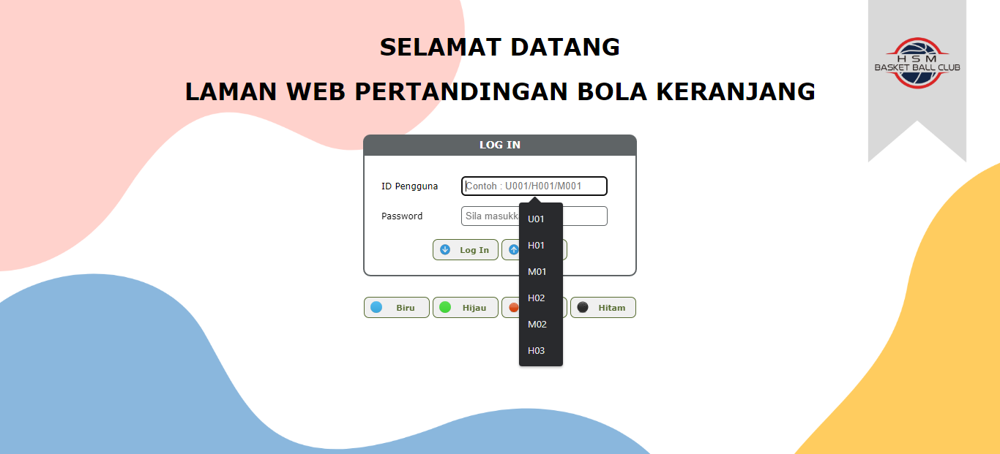 SELAMAT DATANG
LAMAN WEB PERTANDINGAN BOLA KERANJANG
HSM
BASKET BALL CLUB
LOG IN
ID Pengguna
Contoh : U001/H001/M001
Password
Sila
Log In
U01
H01
M01
H02
M02
H03
Biru
Hijau
Hitam